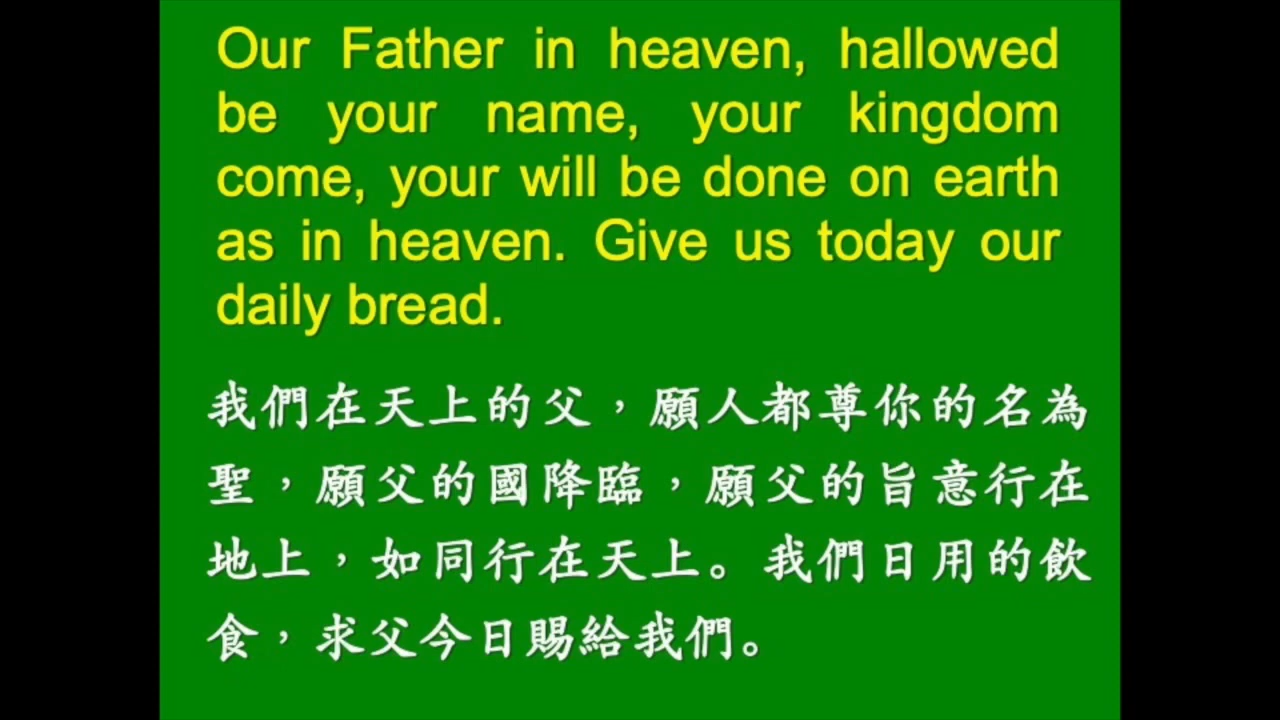 Our Father in heaven, hallowed
be your name, your kingdom
come, your will be done on earth
as in heaven. Give us today our
daily bread.
我們在天上的父，願人都尊你的名為
聖，願父的國降臨，願父的旨意行在
地上，如同行在天上。我們日用的飲
食，求父今日賜給我們。